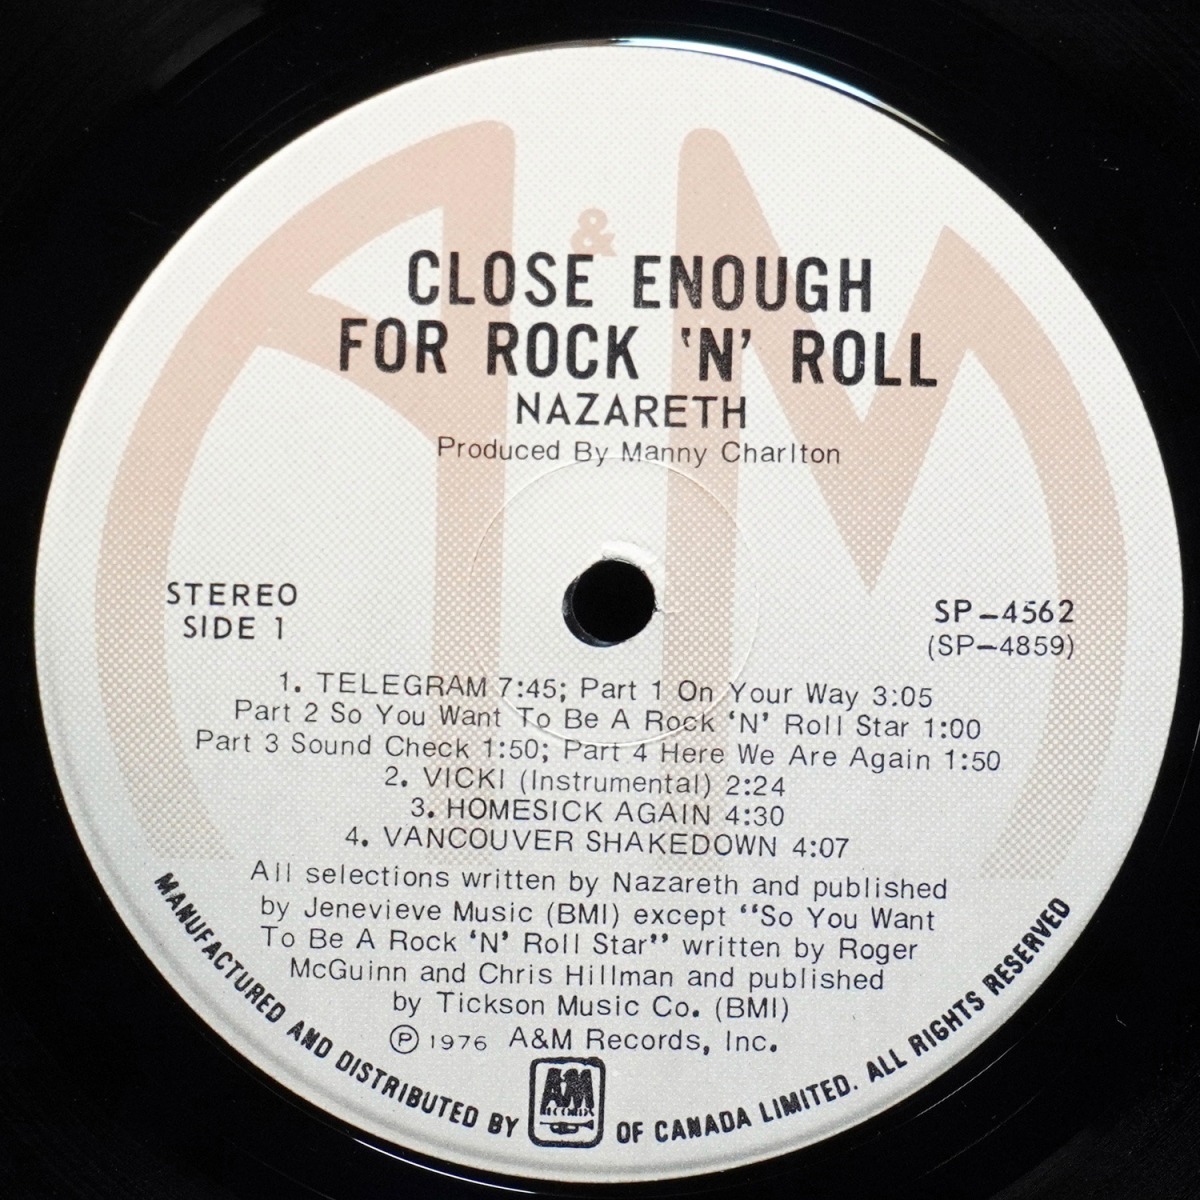 &
CLOSE ENOUGH
FOR ROCK 'N' ROLL
NAZARETH
Produced By Manny Charlton
STEREO
SIDE 1
SP-4562
(SP-4859)
1. TELEGRAM 7:45; Part 1 On Your Way 3:05
Part 2 So You Want To Be A Rock 'N' Roll Star 1:00
Part 3 Sound Check 1:50; Part 4 Here We Are Again 1:50
2. VICKI (Instrumental) 2:24
3. HOMESICK AGAIN 4:30
4. VANCOUVER SHAKEDOWN 4:07
All selections written by Nazareth and published
by Jenevieve Music (BMI) except "So You Want
To Be A Rock 'N' Roll Star" written by Roger
McGuinn and Chris Hillman and published
by Tickson Music Co. (BMI)
Ⓟ 1976 A&M Records, Inc.
MANUFACTURED AND DISTRIBUTED BY A&M RECORDS OF CANADA LIMITED. ALL RIGHTS RESERVED